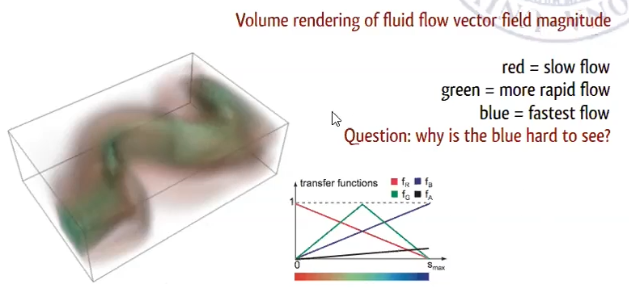 Volume rendering of fluid flow vector field magnitude
red = slow flow
green = more rapid flow
blue = fastest flow
Question: why is the blue hard to see?
transfer functions
f_R f_B
f_G f_A
1
0 s_max